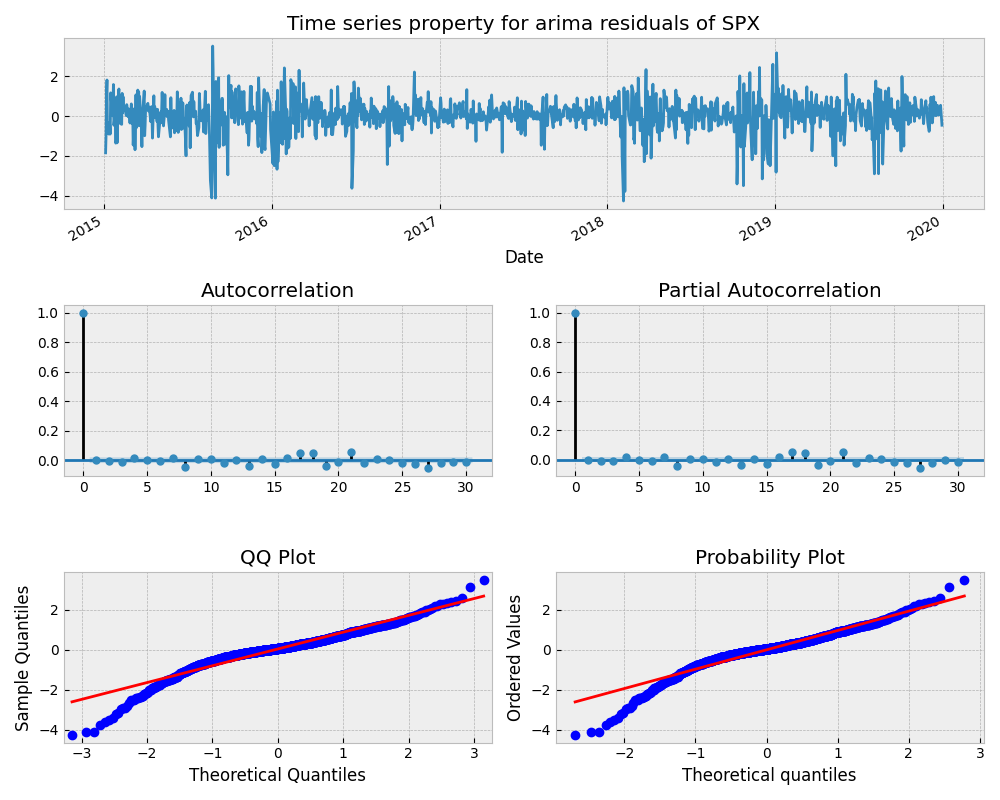 Time series property for arima residuals of SPX
2
0
−2
−4
2015 2016 2017 2018 2019 2020
Date
Autocorrelation
1.0
0.8
0.6
0.4
0.2
0.0
0 5 10 15 20 25 30
Partial Autocorrelation
1.0
0.8
0.6
0.4
0.2
0.0
0 5 10 15 20 25 30
QQ Plot
Sample Quantiles
2
0
−2
−4
−3 −2 −1 0 1 2 3
Theoretical Quantiles
Probability Plot
Ordered Values
2
0
−2
−4
−2 −1 0 1 2 3
Theoretical quantiles